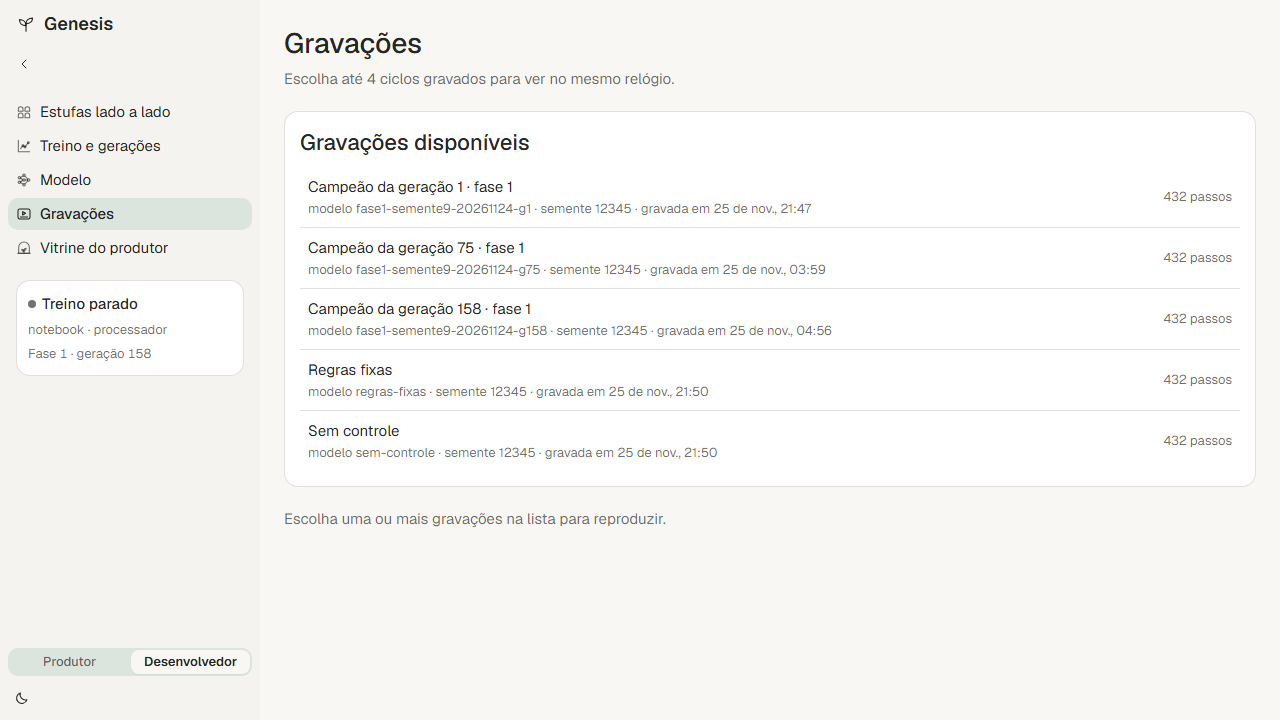 Genesis
Estufas lado a lado
Treino e gerações
Modelo
Gravações
Vitrine do produtor
Treino parado
notebook · processador
Fase 1 · geração 158
Produtor
Desenvolvedor
Gravações
Escolha até 4 ciclos gravados para ver no mesmo relógio.
Gravações disponíveis
Campeão da geração 1 · fase 1
modelo fase1-semente9-20261124-g1 · semente 12345 · gravada em 25 de nov., 21:47
432 passos
Campeão da geração 75 · fase 1
modelo fase1-semente9-20261124-g75 · semente 12345 · gravada em 25 de nov., 03:59
432 passos
Campeão da geração 158 · fase 1
modelo fase1-semente9-20261124-g158 · semente 12345 · gravada em 25 de nov., 04:56
432 passos
Regras fixas
modelo regras-fixas · semente 12345 · gravada em 25 de nov., 21:50
432 passos
Sem controle
modelo sem-controle · semente 12345 · gravada em 25 de nov., 21:50
432 passos
Escolha uma ou mais gravações na lista para reproduzir.